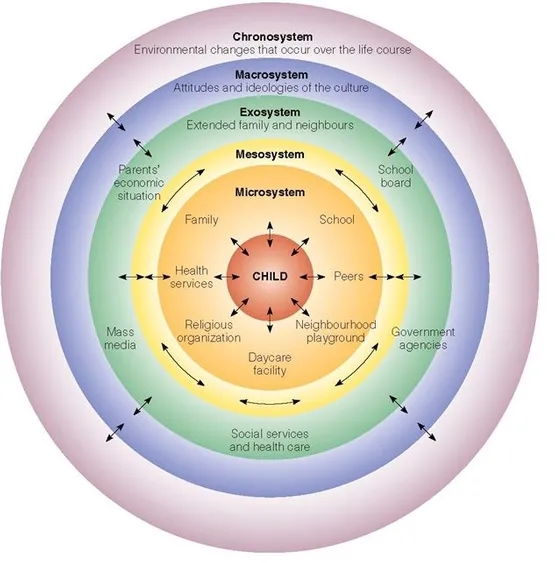 Chronosystem
Environmental changes that occur over the life course
Macrosystem
Attitudes and ideologies of the culture
Exosystem
Extended family and neighbours
Mesosystem
Parents'
economic
situation
School
board
Microsystem
Family
School
Health
services
CHILD
Peers
Religious
organization
Neighbourhood
playground
Mass
media
Government
agencies
Daycare
facility
Social services
and health care